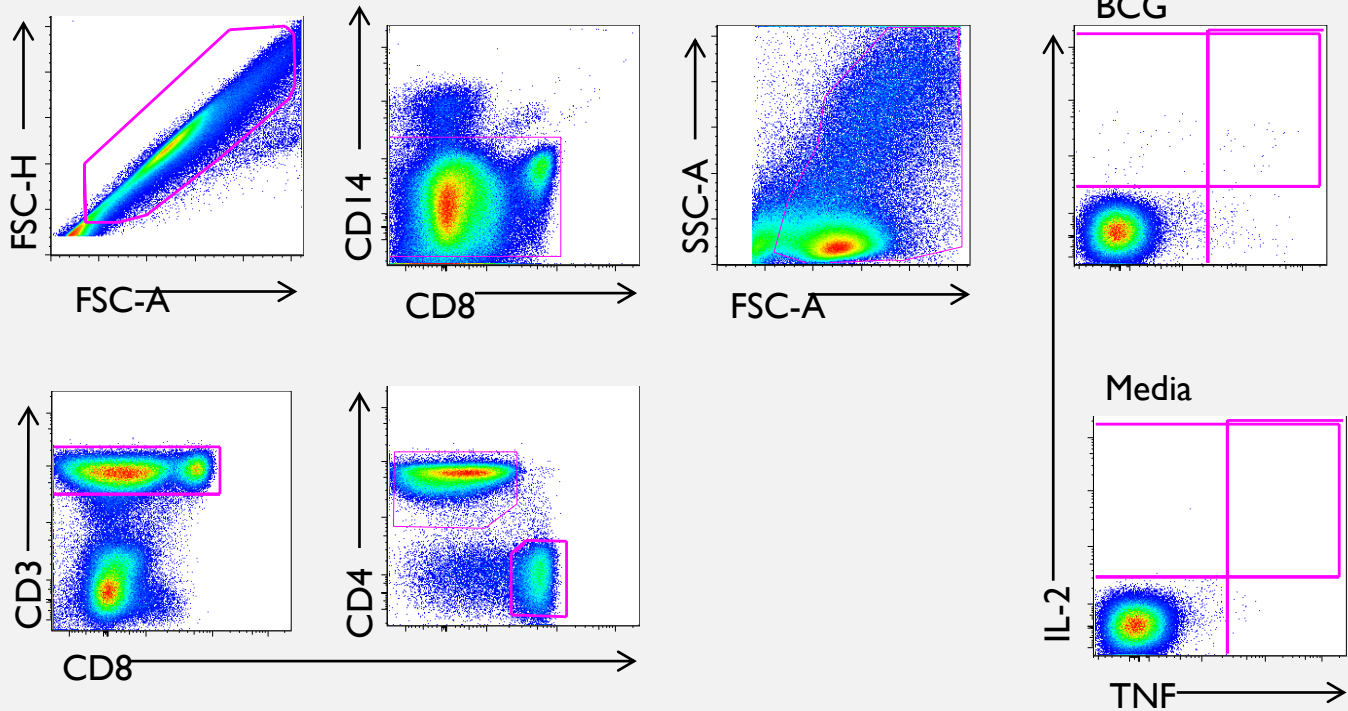 BCG
FSC-H
FSC-A
CD14
CD8
SSC-A
FSC-A
Media
CD3
CD8
CD4
IL-2
TNF